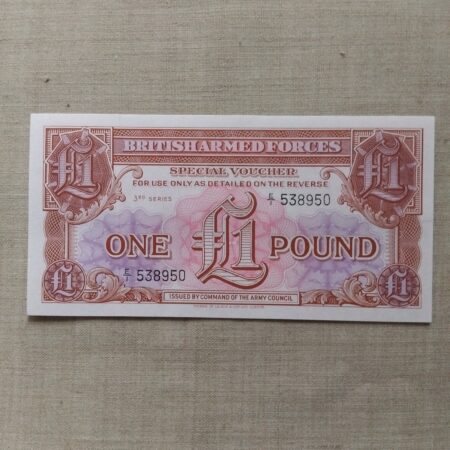 BRITISH ARMED FORCES
£1 £1
SPECIAL VOUCHER
FOR USE ONLY AS DETAILED ON THE REVERSE
3RD SERIES E/1 538950
ONE £1 POUND
E/1 538950
£1 £1
ISSUED BY COMMAND OF THE ARMY COUNCIL